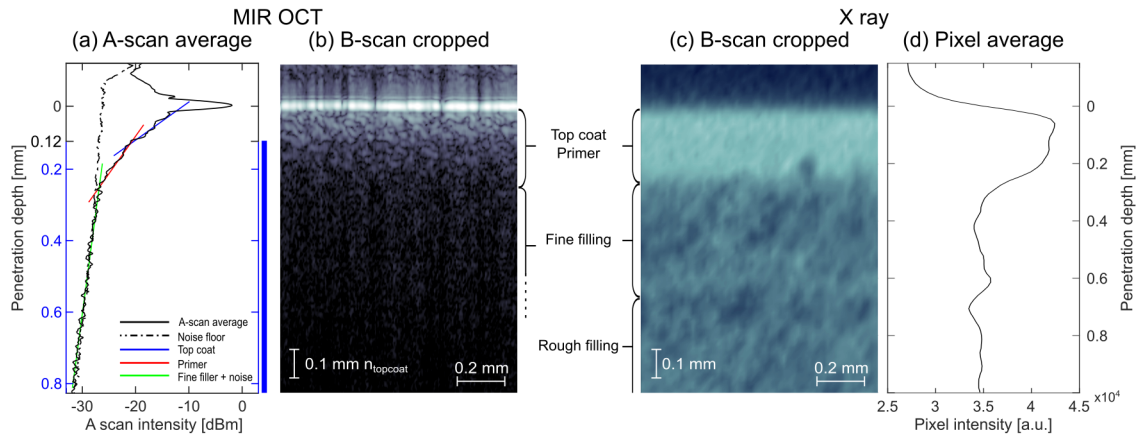 MIR OCT
X ray
(a) A-scan average
(b) B-scan cropped
(c) B-scan cropped
(d) Pixel average
0
0.12
0.2
0.4
0.6
0.8
Penetration depth [mm]
A-scan average
Noise floor
Top coat
Primer
Fine filler + noise
-30
-20
-10
0
A scan intensity [dBm]
0.1 mm n_topcoat
0.2 mm
Top coat
Primer
Fine filling
Rough filling
0.1 mm
0.2 mm
0
0.2
0.4
0.6
0.8
Penetration depth [mm]
x10⁴
2.5
3
3.5
4
4.5
Pixel intensity [a.u.]